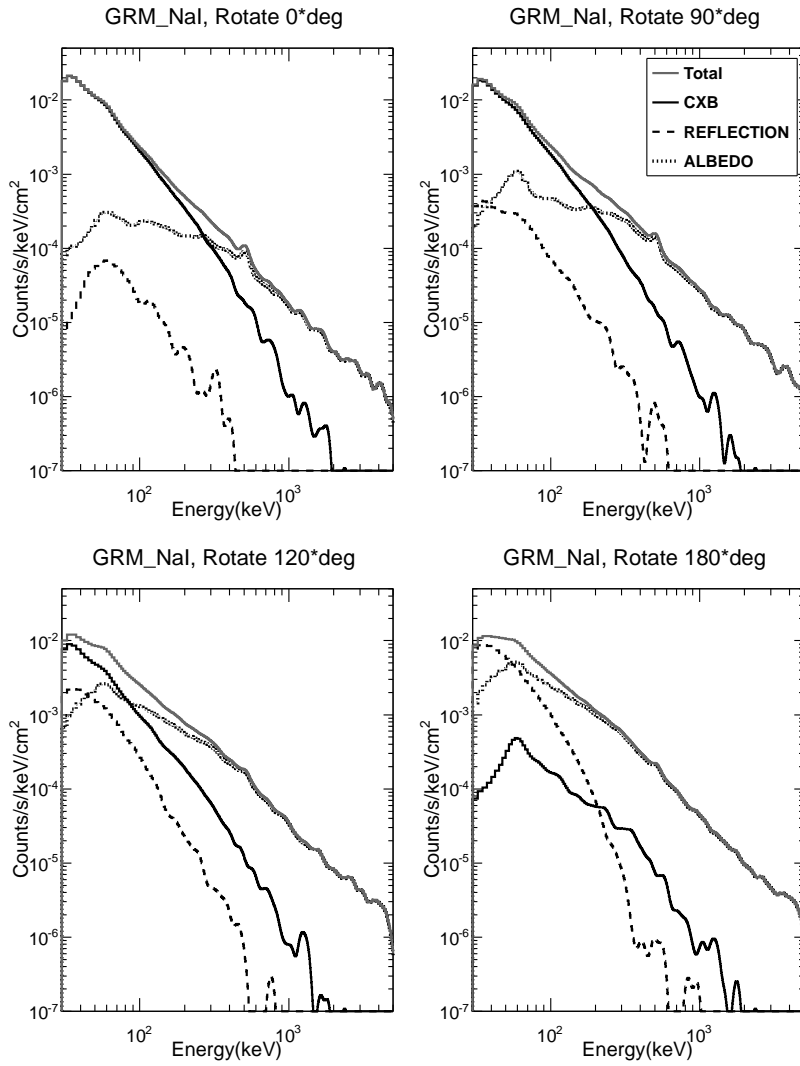 GRM_NaI, Rotate 0*deg
Counts/s/keV/cm2
10-2
10-3
10-4
10-5
10-6
10-7
102
103
Energy(keV)
GRM_NaI, Rotate 90*deg
Total
CXB
REFLECTION
ALBEDO
Counts/s/keV/cm2
10-2
10-3
10-4
10-5
10-6
10-7
102
103
Energy(keV)
GRM_NaI, Rotate 120*deg
Counts/s/keV/cm2
10-2
10-3
10-4
10-5
10-6
10-7
102
103
Energy(keV)
GRM_NaI, Rotate 180*deg
Counts/s/keV/cm2
10-2
10-3
10-4
10-5
10-6
10-7
102
103
Energy(keV)